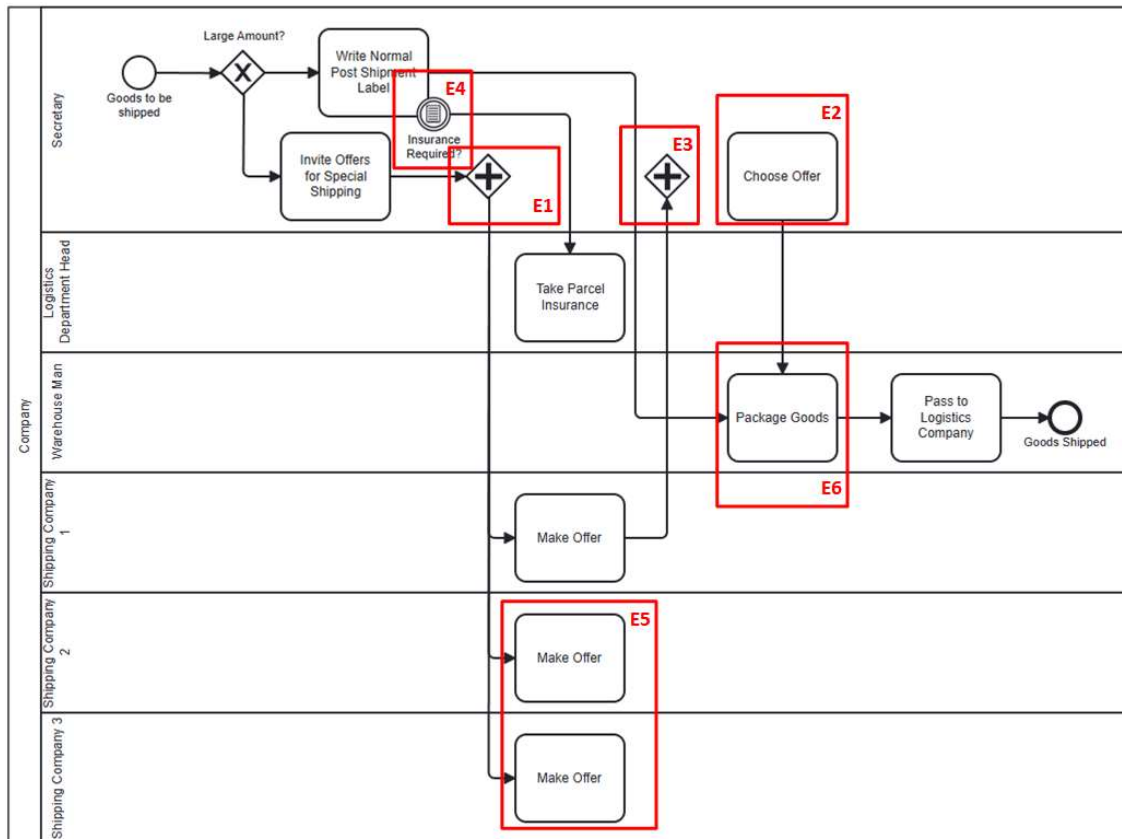 Large Amount?
Goods to be
shipped
Write Normal
Post Shipment
Label
E4
Insurance
Required?
Invite Offers
for Special
Shipping
E1
E3
E2
Choose Offer
Secretary
Take Parcel
Insurance
Logistics
Department Head
Company
Warehouse Man
Package Goods
E6
Pass to
Logistics
Company
Goods Shipped
Shipping Company
1
Make Offer
Shipping Company
2
E5
Make Offer
Shipping Company 3
Make Offer